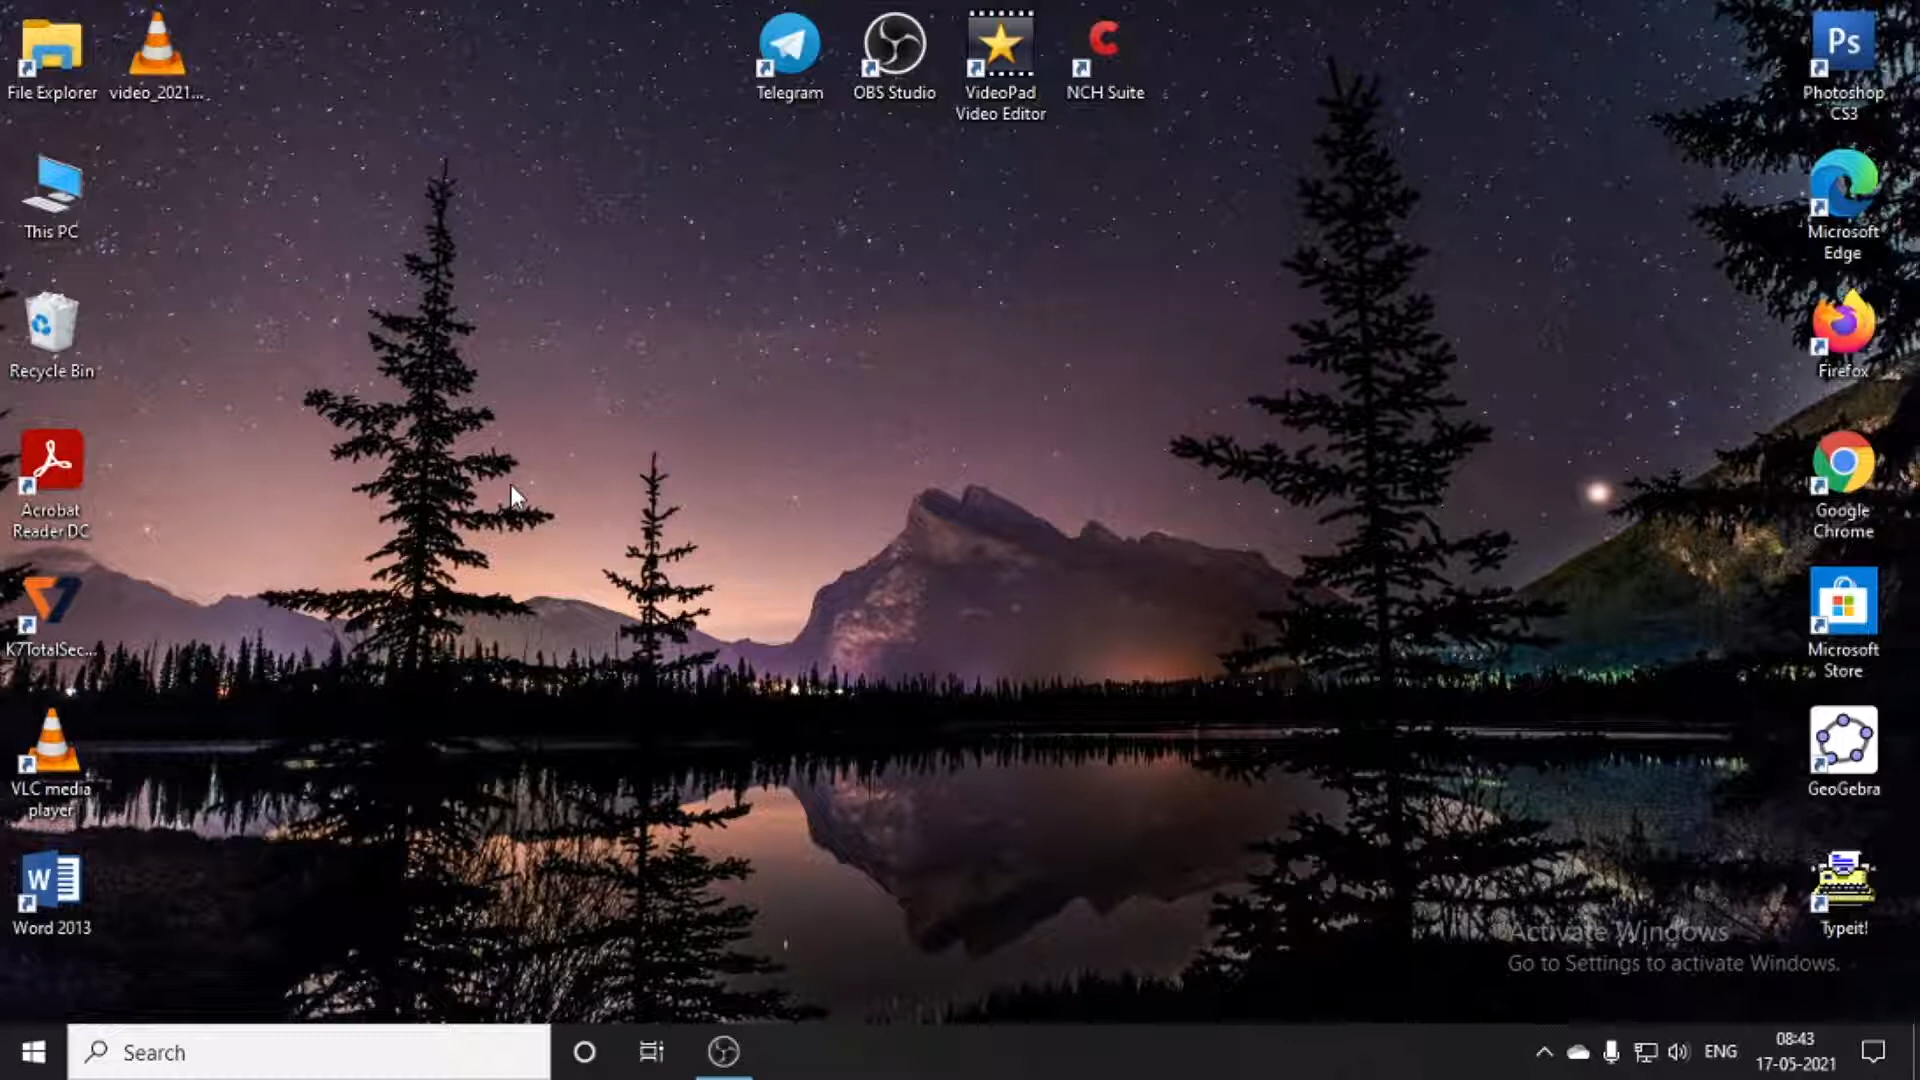 File Explorer
video_2021...
Telegram
OBS Studio
VideoPad
Video Editor
NCH Suite
Ps
Photoshop
CS3
This PC
Microsoft
Edge
Recycle Bin
Firefox
Acrobat
Reader DC
Google
Chrome
K7TotalSec...
Microsoft
Store
VLC media
player
GeoGebra
W
Word 2013
Typeit!
Activate Windows
Go to Settings to activate Windows.
Search
ENG
08:43
17-05-2021